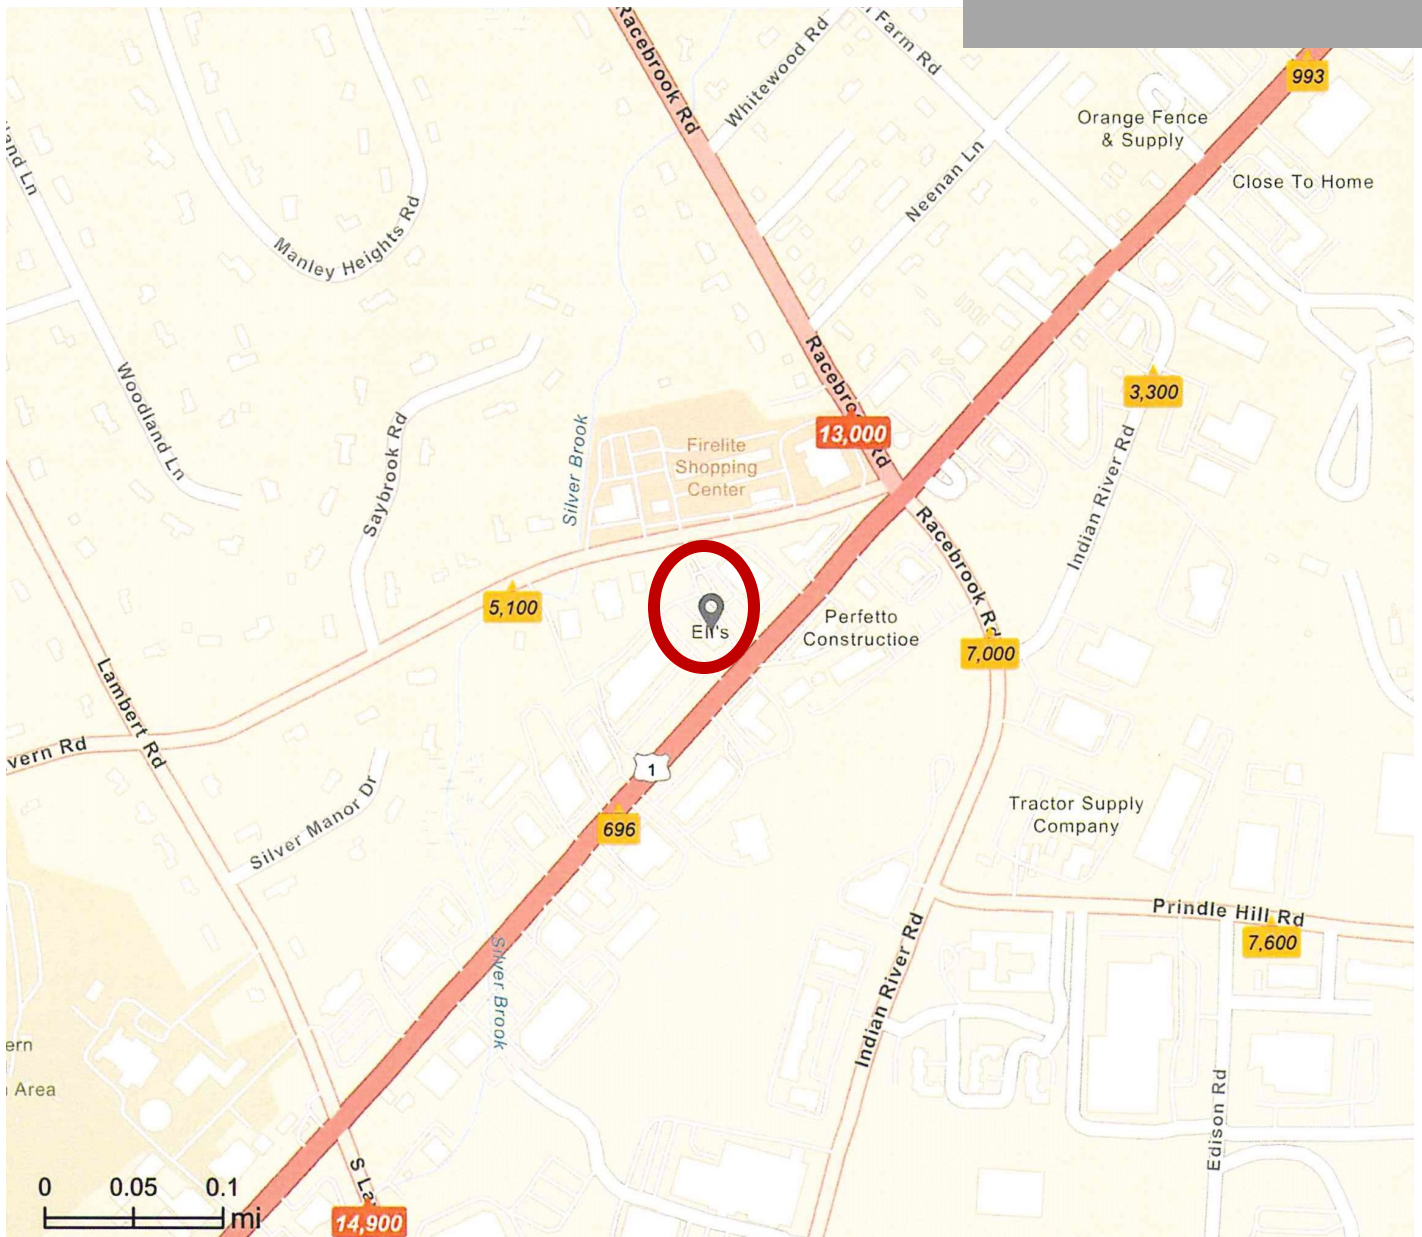 Racebrook Rd
Whitewood Rd
Farm Rd
993
Orange Fence
& Supply
Close To Home
Neenan Ln
Manley Heights Rd
Woodland Ln
Saybrook Rd
Silver Brook
Firelite
Shopping
Center
13,000
3,300
Indian River Rd
Racebrook Rd
5,100
Perfetto
Constructioe
7,000
Lambert Rd
vern Rd
1
696
Silver Manor Dr
Tractor Supply
Company
Prindle Hill Rd
7,600
Silver Brook
Indian River Rd
Edison Rd
ern
Area
0 0.05 0.1
mi
14,900